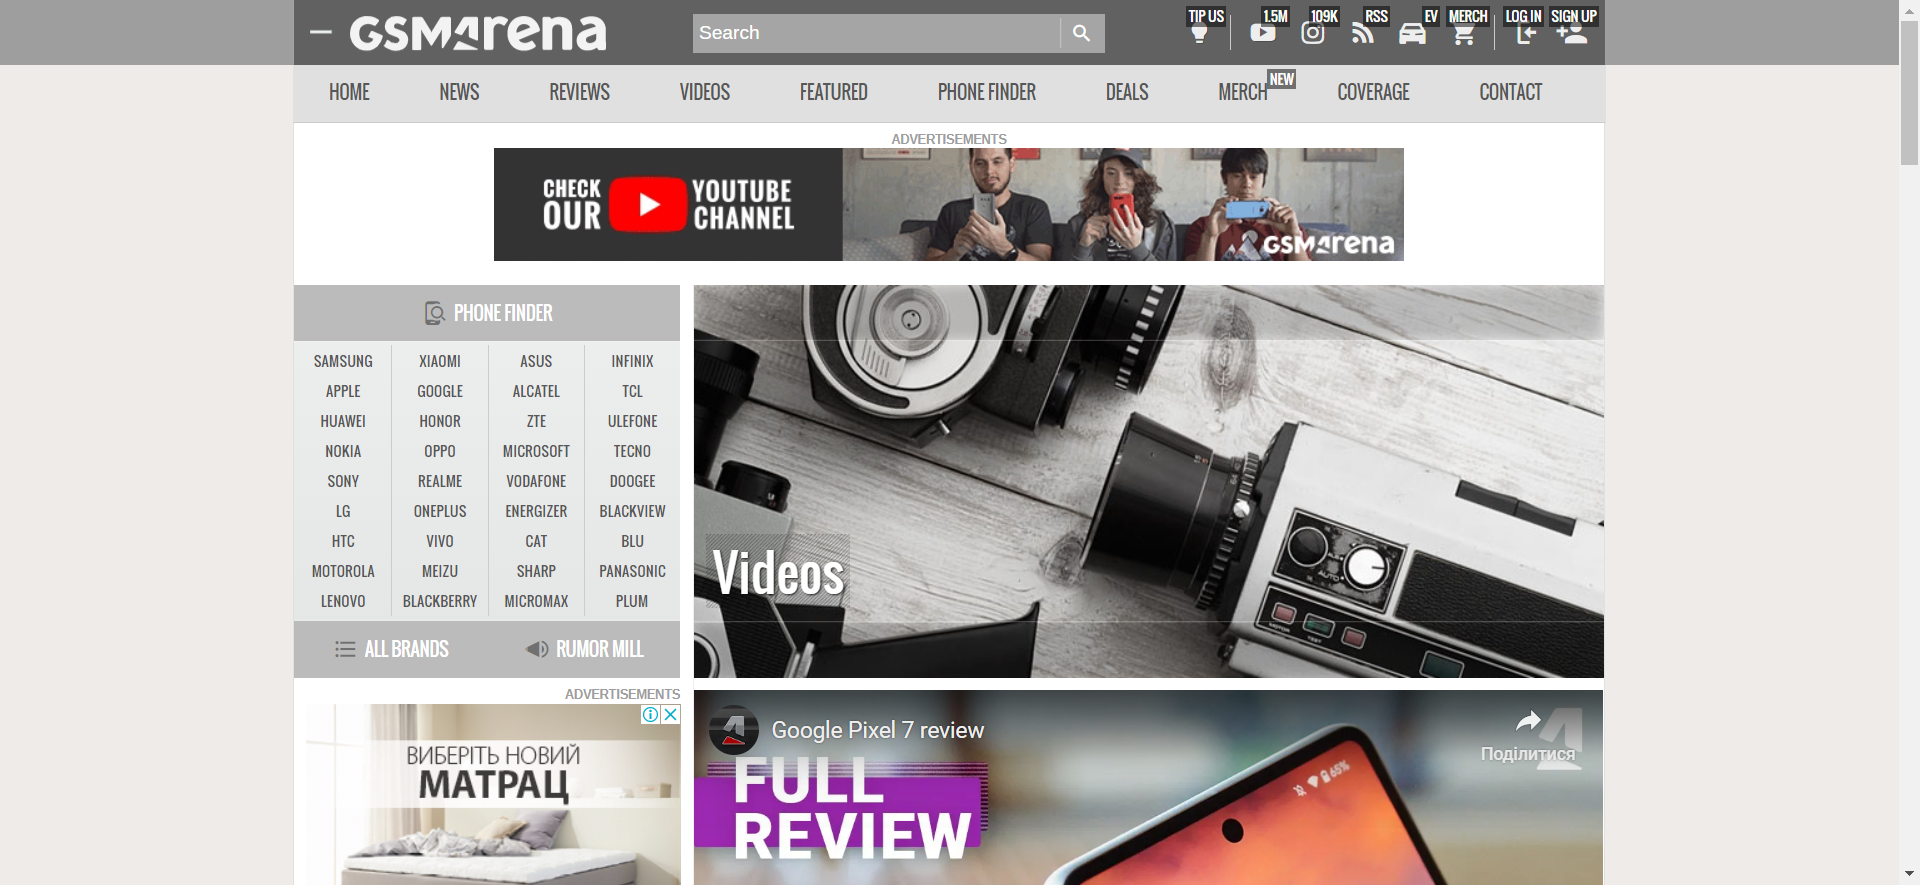 GSMArena
Search
TIP US
1.5M
109K
RSS
EV
MERCH
LOG IN
SIGN UP
HOME
NEWS
REVIEWS
VIDEOS
FEATURED
PHONE FINDER
DEALS
MERCH
NEW
COVERAGE
CONTACT
ADVERTISEMENTS
CHECK OUR
YOUTUBE CHANNEL
GSMArena
PHONE FINDER
SAMSUNG XIAOMI ASUS INFINIX
APPLE GOOGLE ALCATEL TCL
HUAWEI HONOR ZTE ULEFONE
NOKIA OPPO MICROSOFT TECNO
SONY REALME VODAFONE DOOGEE
LG ONEPLUS ENERGIZER BLACKVIEW
HTC VIVO CAT BLU
MOTOROLA MEIZU SHARP PANASONIC
LENOVO BLACKBERRY MICROMAX PLUM
ALL BRANDS
RUMOR MILL
Videos
AUTO
MOTOR
TEST
ADVERTISEMENTS
ВИБЕРІТЬ НОВИЙ
МАТРАЦ
Google Pixel 7 review
Поділитися
65%
FULL
REVIEW